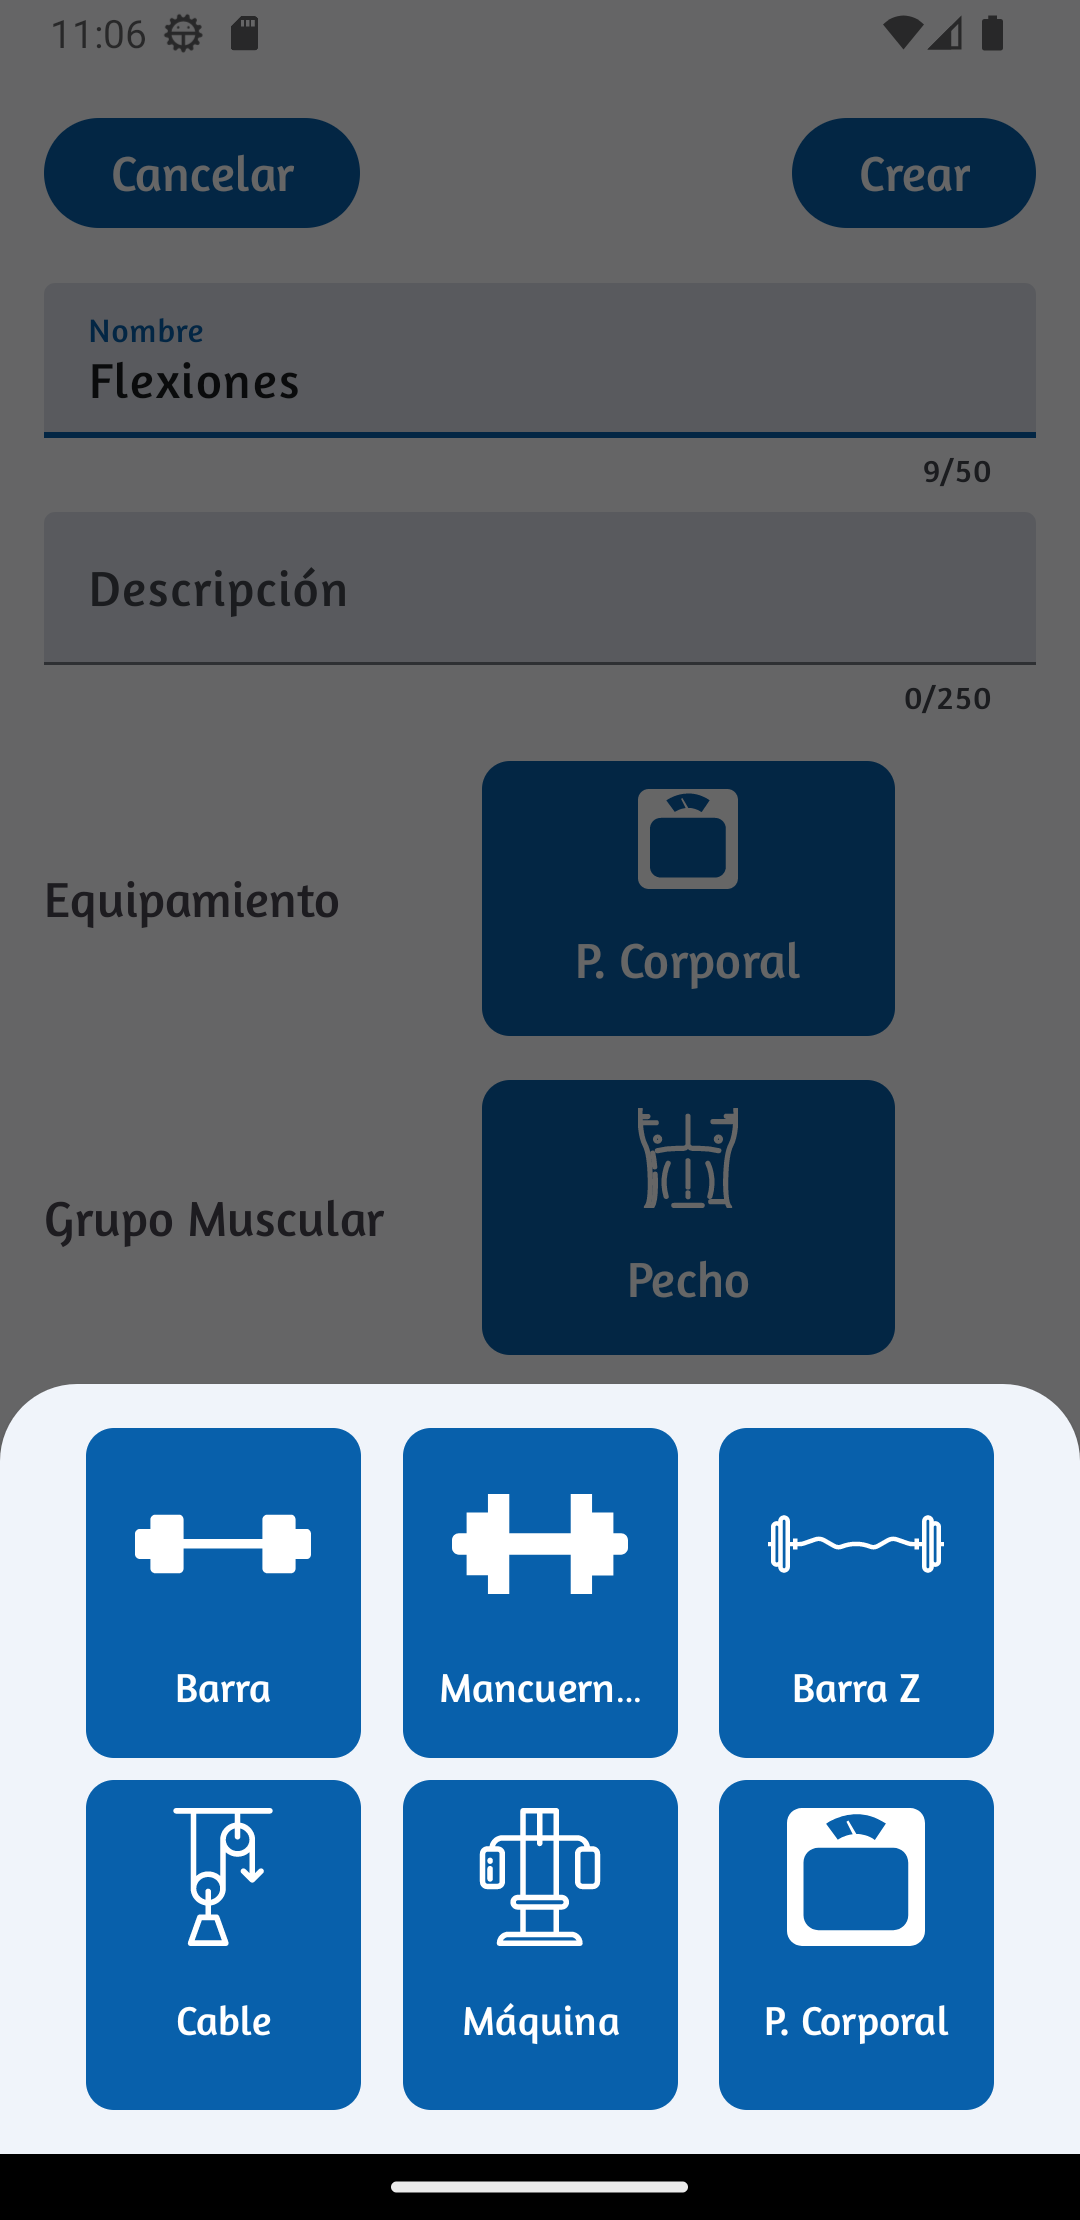 11:06
Cancelar
Crear
Nombre
Flexiones
9/50
Descripción
0/250
Equipamiento
P. Corporal
Grupo Muscular
Pecho
Barra
Mancuern...
Barra Z
Cable
Máquina
P. Corporal